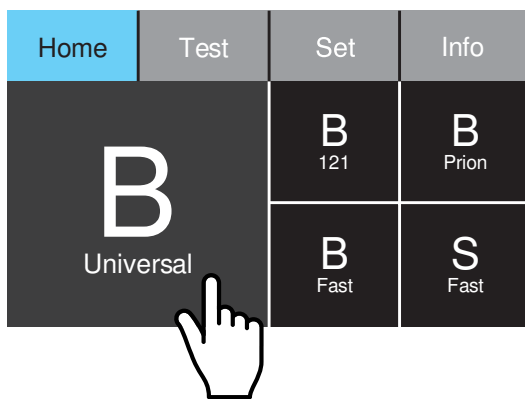 Home Test Set Info
B
Universal
B
121
B
Prion
B
Fast
S
Fast